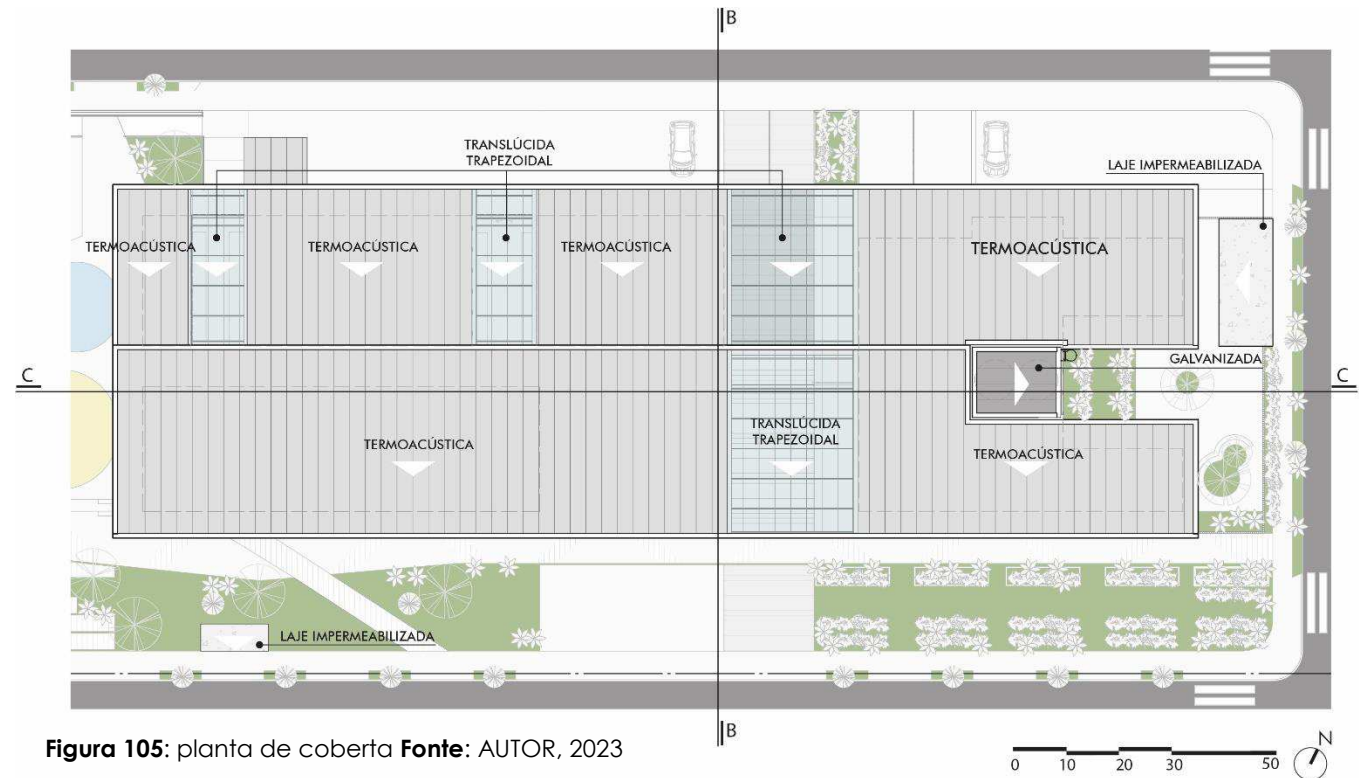 B
TRANSLÚCIDA
TRAPEZOIDAL
LAJE IMPERMEABILIZADA
TERMOACÚSTICA
TERMOACÚSTICA
TERMOACÚSTICA
TERMOACÚSTICA
GALVANIZADA
C
C
TRANSLÚCIDA
TRAPEZOIDAL
TERMOACÚSTICA
TERMOACÚSTICA
LAJE IMPERMEABILIZADA
B
Figura 105: planta de coberta Fonte: AUTOR, 2023
0 10 20 30 50
N